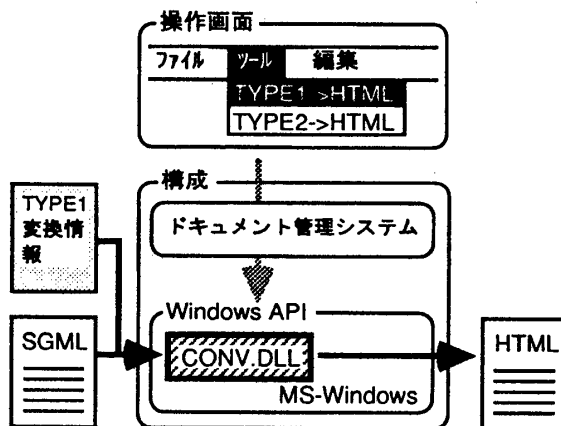 操作画面
ファイル ツール 編集
TYPE1->HTML
TYPE2->HTML
構成
TYPE1
変換情
報
ドキュメント管理システム
Windows API
SGML
CONV.DLL
HTML
MS-Windows